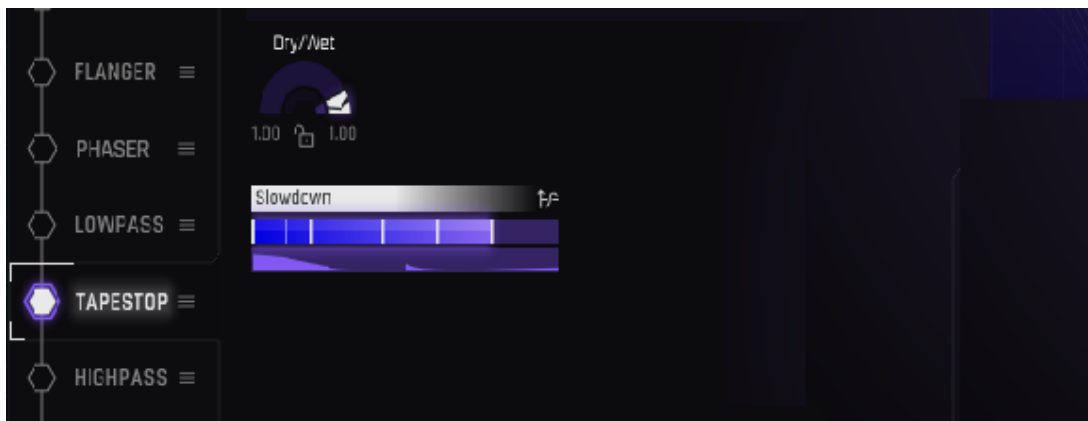 FLANGER
PHASER
LOWPASS
TAPESTOP
HIGHPASS
Dry/Wet
1.00 1.00
Slowdown